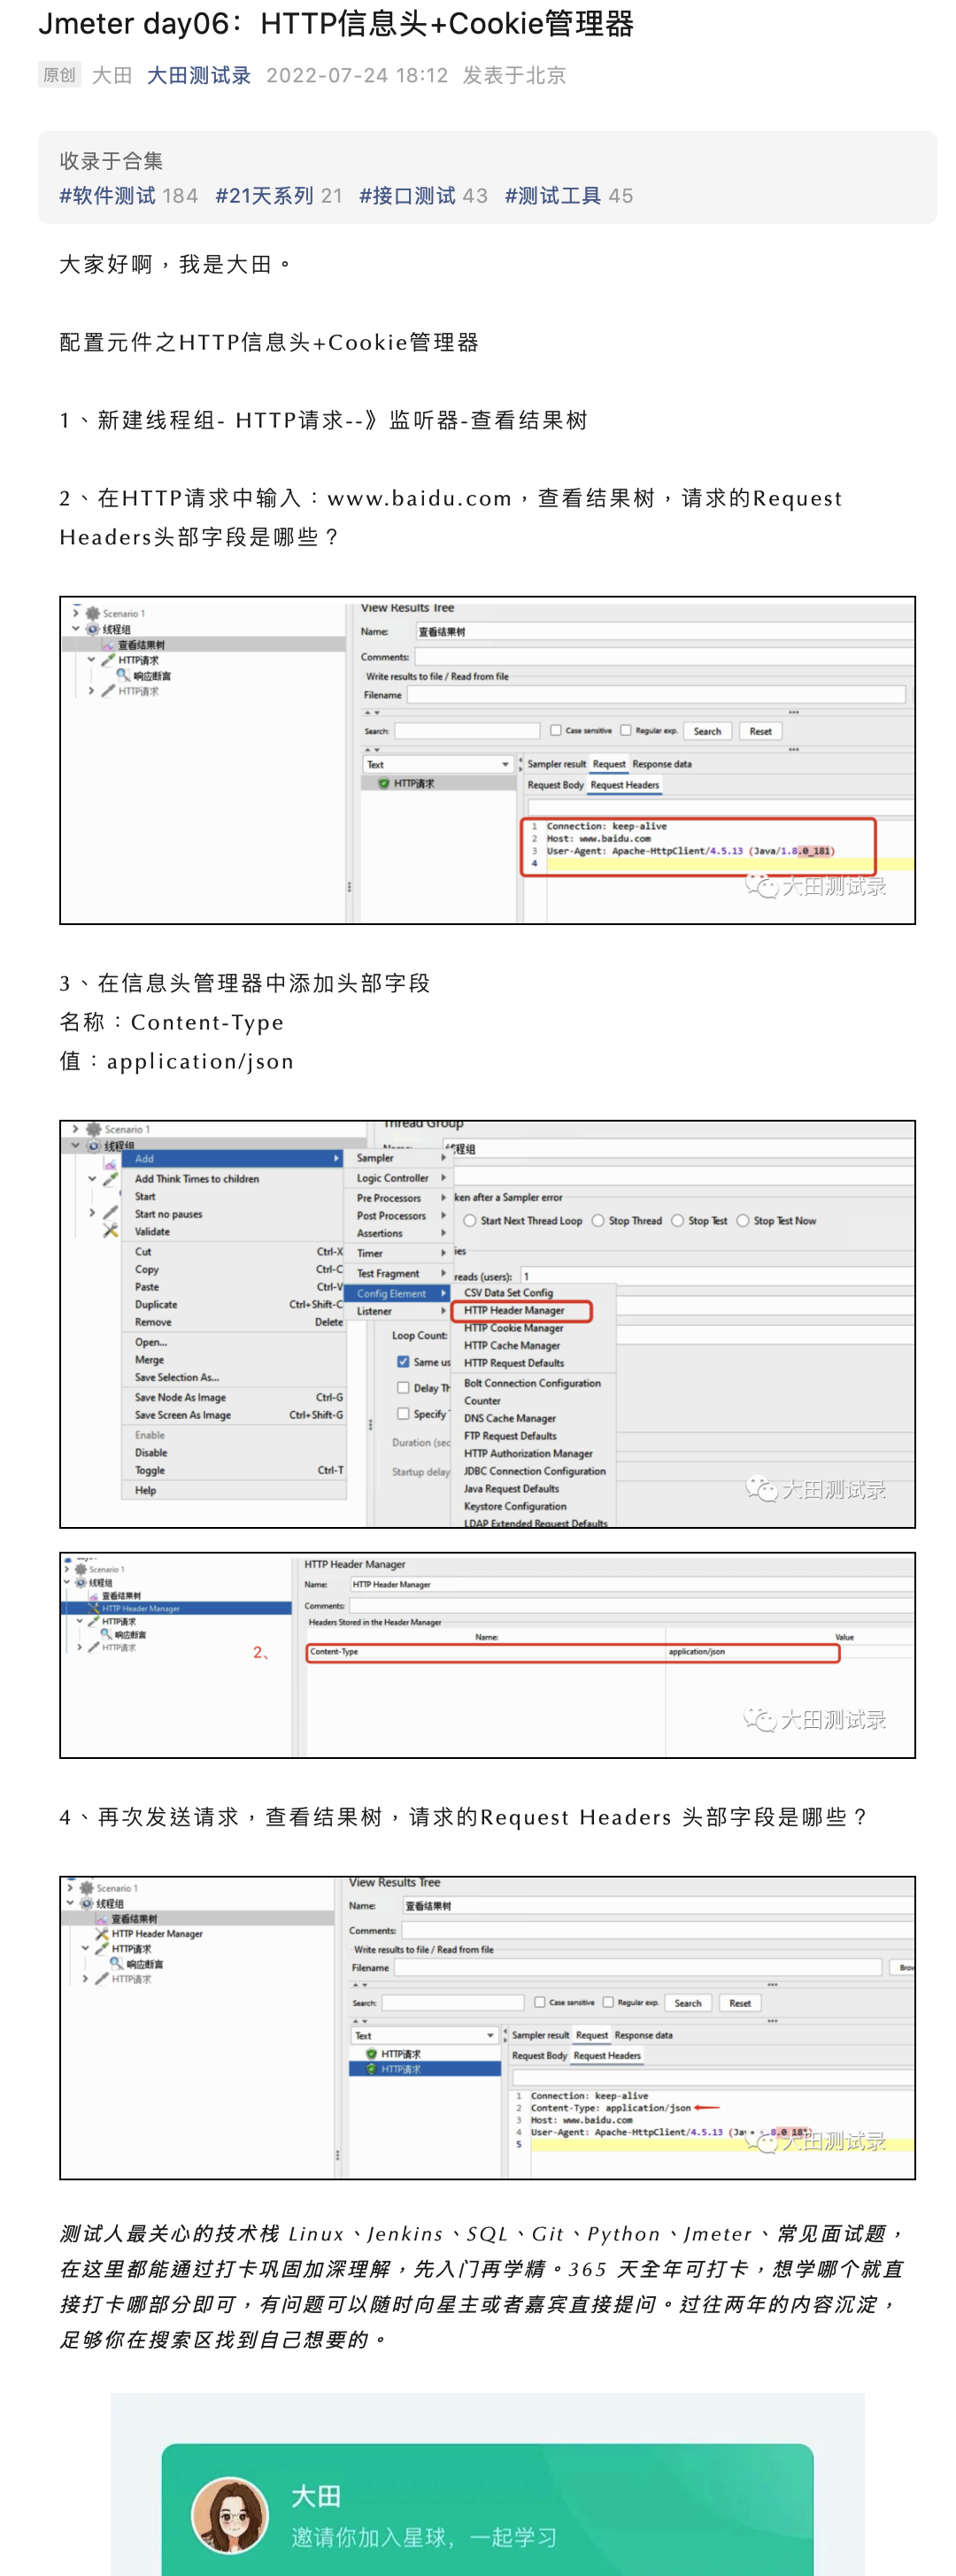 Jmeter day06：HTTP信息头+Cookie管理器
原创 大田 大田测试录 2022-07-24 18:12 发表于北京
收录于合集
#软件测试 184 #21天系列 21 #接口测试 43 #测试工具 45
大家好啊，我是大田。
配置元件之HTTP信息头+Cookie管理器
1、新建线程组- HTTP请求--》监听器-查看结果树
2、在HTTP请求中输入：www.baidu.com，查看结果树，请求的Request
Headers头部字段是哪些？
Scenario 1
线程组
查看结果树
HTTP请求
响应断言
HTTP请求
View Results Tree
Name: 查看结果树
Comments:
Write results to file / Read from file
Filename
Search: Case sensitive Regular exp. Search Reset
Text
HTTP请求
Sampler result Request Response data
Request Body Request Headers
1 Connection: keep-alive
2 Host: www.baidu.com
3 User-Agent: Apache-HttpClient/4.5.13 (Java/1.8.0_181)
4
大田测试录
3、在信息头管理器中添加头部字段
名称：Content-Type
值：application/json
Scenario 1
线程组
Thread Group
线程组
Add
Add Think Times to children
Start
Start no pauses
Validate
Cut Ctrl-X
Copy Ctrl-C
Paste Ctrl-V
Duplicate Ctrl+Shift-C
Remove Delete
Open...
Merge
Save Selection As...
Save Node As Image Ctrl-G
Save Screen As Image Ctrl+Shift-G
Enable
Disable
Toggle Ctrl-T
Help
Sampler
Logic Controller
Pre Processors
Post Processors
Assertions
Timer
Test Fragment
Config Element
Listener
ken after a Sampler error
Start Next Thread Loop Stop Thread Stop Test Stop Test Now
ies
reads (users): 1
Loop Count:
Same us
Delay Th
Specify
Duration (sec
Startup delay
CSV Data Set Config
HTTP Header Manager
HTTP Cookie Manager
HTTP Cache Manager
HTTP Request Defaults
Bolt Connection Configuration
Counter
DNS Cache Manager
FTP Request Defaults
HTTP Authorization Manager
JDBC Connection Configuration
Java Request Defaults
Keystore Configuration
LDAP Extended Request Defaults
大田测试录
Scenario 1
线程组
查看结果树
HTTP Header Manager
HTTP请求
响应断言
HTTP请求
2、
HTTP Header Manager
Name: HTTP Header Manager
Comments:
Headers Stored in the Header Manager
Name: Value
Content-Type application/json
大田测试录
4、再次发送请求，查看结果树，请求的Request Headers 头部字段是哪些？
Scenario 1
线程组
查看结果树
HTTP Header Manager
HTTP请求
响应断言
HTTP请求
View Results Tree
Name: 查看结果树
Comments:
Write results to file / Read from file
Filename Brow
Search: Case sensitive Regular exp. Search Reset
Text
HTTP请求
HTTP请求
Sampler result Request Response data
Request Body Request Headers
1 Connection: keep-alive
2 Content-Type: application/json
3 Host: www.baidu.com
4 User-Agent: Apache-HttpClient/4.5.13
5
大田测试录
测试人最关心的技术栈 Linux、Jenkins、SQL、Git、Python、Jmeter、常见面试题，
在这里都能通过打卡巩固加深理解，先入门再学精。365 天全年可打卡，想学哪个就直
接打卡哪部分即可，有问题可以随时向星主或者嘉宾直接提问。过往两年的内容沉淀，
足够你在搜索区找到自己想要的。
大田
邀请你加入星球，一起学习